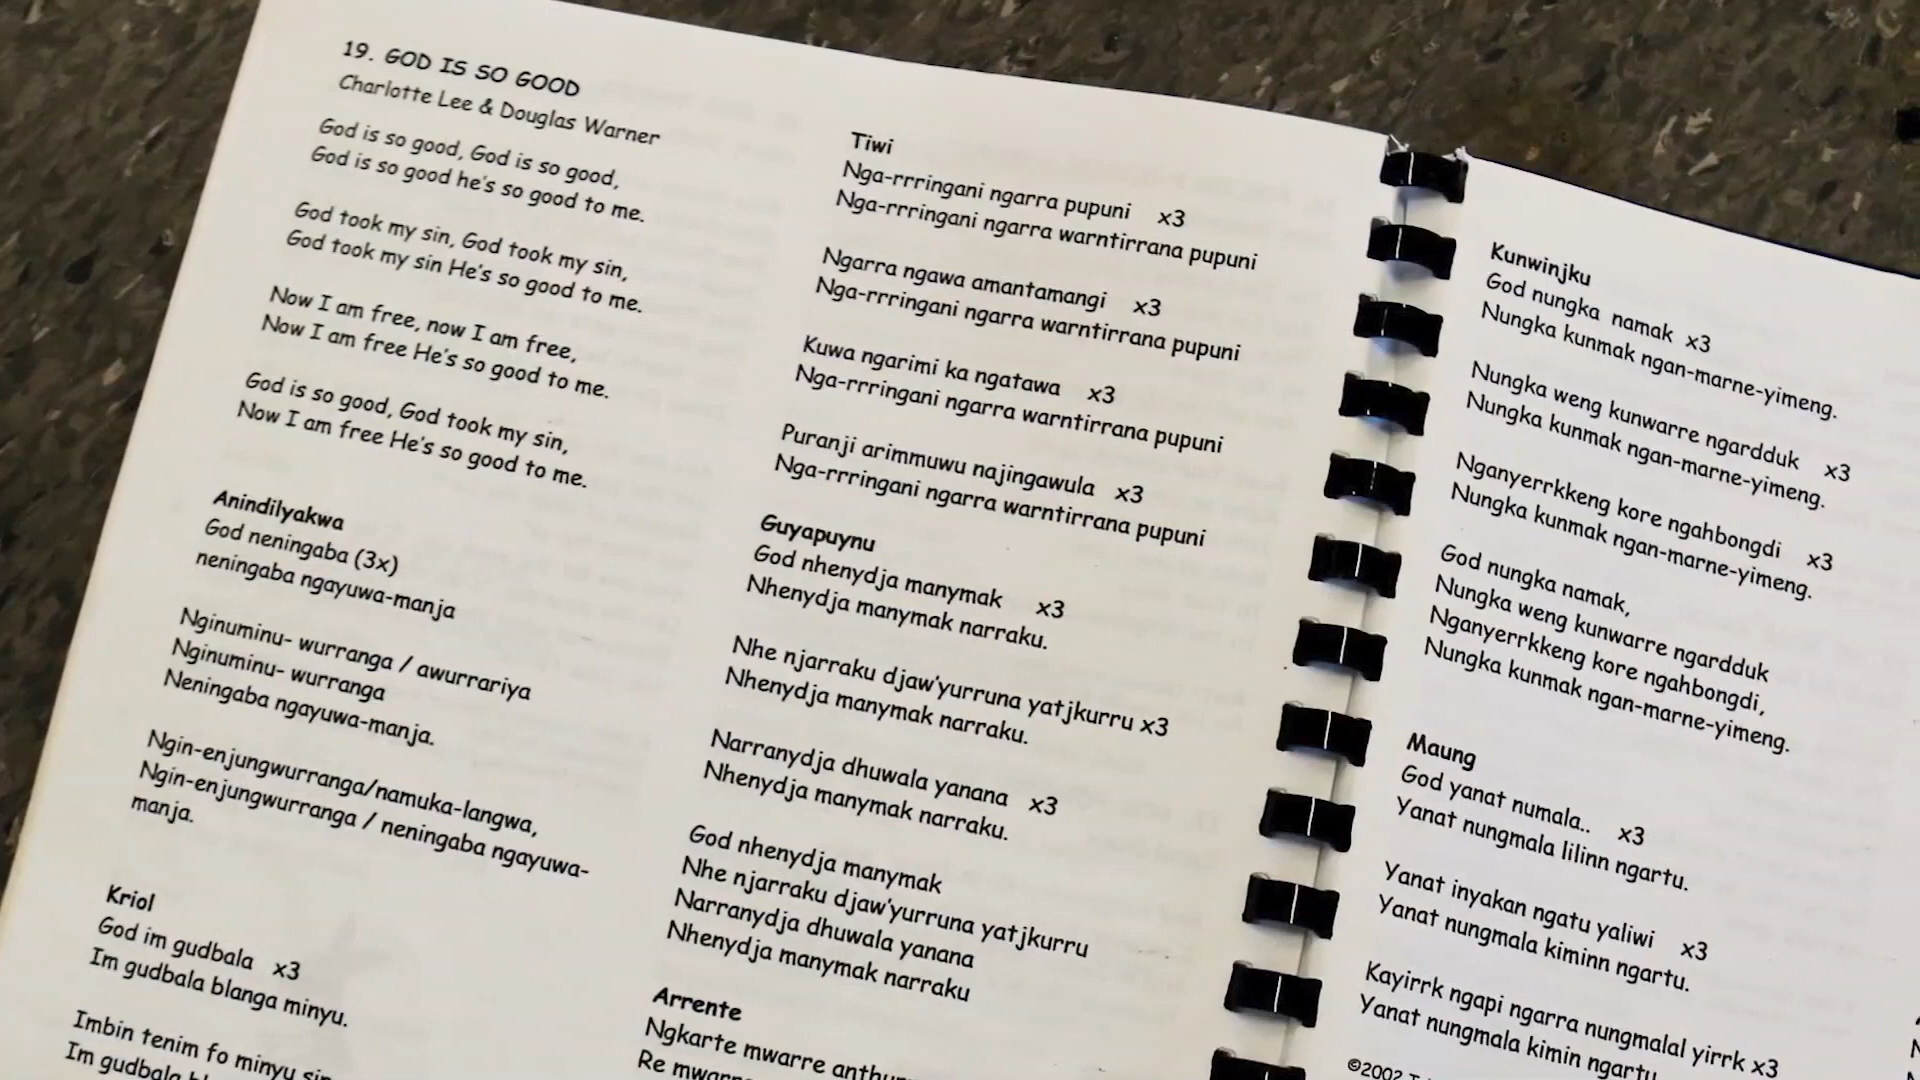 19. GOD IS SO GOOD
Charlotte Lee & Douglas Warner
God is so good, God is so good,
God is so good he's so good to me.
God took my sin, God took my sin,
God took my sin He's so good to me.
Now I am free, now I am free,
Now I am free He's so good to me.
God is so good, God took my sin,
Now I am free He's so good to me.
Anindilyakwa
God neningaba (3x)
neningaba ngayuwa-manja
Nginuminu- wurranga / awurrariya
Nginuminu- wurranga
Neningaba ngayuwa-manja.
Ngin-enjungwurranga/namuka-langwa,
Ngin-enjungwurranga / neningaba ngayuwa-
manja.
Kriol
God im gudbala x3
Im gudbala blanga minyu.
Imbin tenim fo minyu sin
Im gudbala
Tiwi
Nga-rrringani ngarra pupuni x3
Nga-rrringani ngarra warntirrana pupuni
Ngarra ngawa amantamangi x3
Nga-rrringani ngarra warntirrana pupuni
Kuwa ngarimi ka ngatawa x3
Nga-rrringani ngarra warntirrana pupuni
Puranji arimmuwu najingawula x3
Nga-rrringani ngarra warntirrana pupuni
Guyapuynu
God nhenydja manymak x3
Nhenydja manymak narraku.
Nhe njarraku djaw'yurruna yatjkurru x3
Nhenydja manymak narraku.
Narranydja dhuwala yanana x3
Nhenydja manymak narraku.
God nhenydja manymak
Nhe njarraku djaw'yurruna yatjkurru
Narranydja dhuwala yanana
Nhenydja manymak narraku
Arrente
Ngkarte mwarre
Re
Kunwinjku
God nungka namak x3
Nungka kunmak ngan-marne-yimeng.
Nungka weng kunwarre ngardduk x3
Nungka kunmak ngan-marne-yimeng.
Nganyerrkkeng kore ngahbongdi x3
Nungka kunmak ngan-marne-yimeng.
God nungka namak,
Nungka weng kunwarre ngardduk
Nganyerrkkeng kore ngahbongdi,
Nungka kunmak ngan-marne-yimeng.
Maung
God yanat numala.. x3
Yanat nungmala lilinn ngartu.
Yanat inyakan ngatu yaliwi x3
Yanat nungmala kiminn ngartu.
Kayirrk ngapi ngarra nungmalal yirrk x3
Yanat nungmala kimin ngartu
©2002